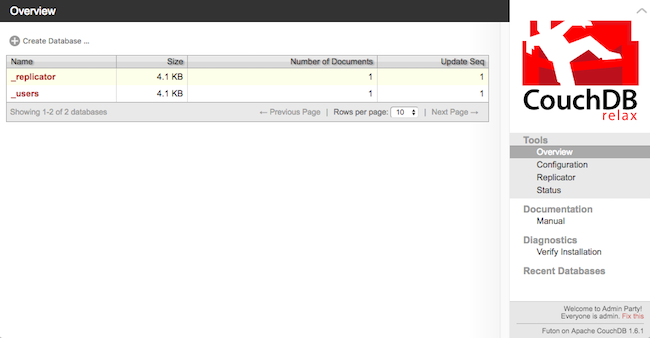 Overview
Create Database ...
Name Size Number of Documents Update Seq
_replicator 4.1 KB 1 1
_users 4.1 KB 1 1
Showing 1-2 of 2 databases ← Previous Page | Rows per page: 10 | Next Page →
CouchDB
relax
Tools
Overview
Configuration
Replicator
Status
Documentation
Manual
Diagnostics
Verify Installation
Recent Databases
Welcome to Admin Party!
Everyone is admin. Fix this
Futon on Apache CouchDB 1.6.1